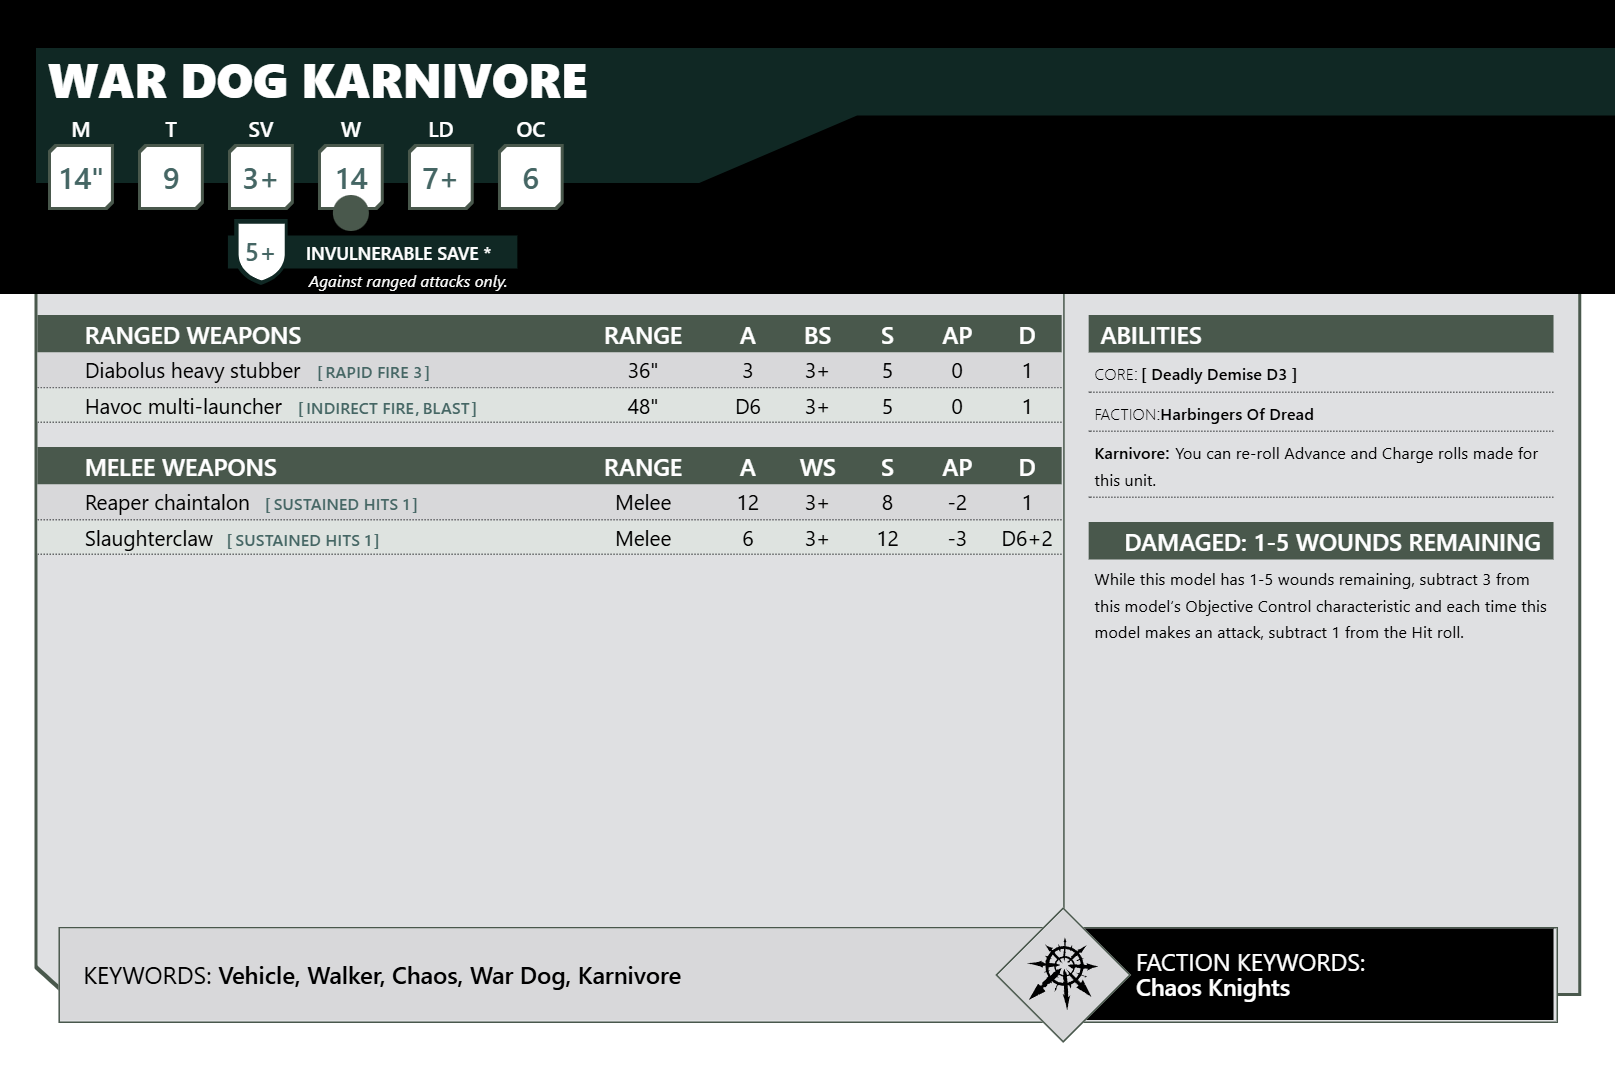 WAR DOG KARNIVORE
M T SV W LD OC
14" 9 3+ 14 7+ 6
5+ INVULNERABLE SAVE *
Against ranged attacks only.
RANGED WEAPONS RANGE A BS S AP D
Diabolus heavy stubber [ RAPID FIRE 3 ] 36" 3 3+ 5 0 1
Havoc multi-launcher [ INDIRECT FIRE, BLAST ] 48" D6 3+ 5 0 1
MELEE WEAPONS RANGE A WS S AP D
Reaper chaintalon [ SUSTAINED HITS 1 ] Melee 12 3+ 8 -2 1
Slaughterclaw [ SUSTAINED HITS 1 ] Melee 6 3+ 12 -3 D6+2
ABILITIES
CORE: [ Deadly Demise D3 ]
FACTION:Harbingers Of Dread
Karnivore: You can re-roll Advance and Charge rolls made for
this unit.
DAMAGED: 1-5 WOUNDS REMAINING
While this model has 1-5 wounds remaining, subtract 3 from
this model's Objective Control characteristic and each time this
model makes an attack, subtract 1 from the Hit roll.
KEYWORDS: Vehicle, Walker, Chaos, War Dog, Karnivore
FACTION KEYWORDS:
Chaos Knights